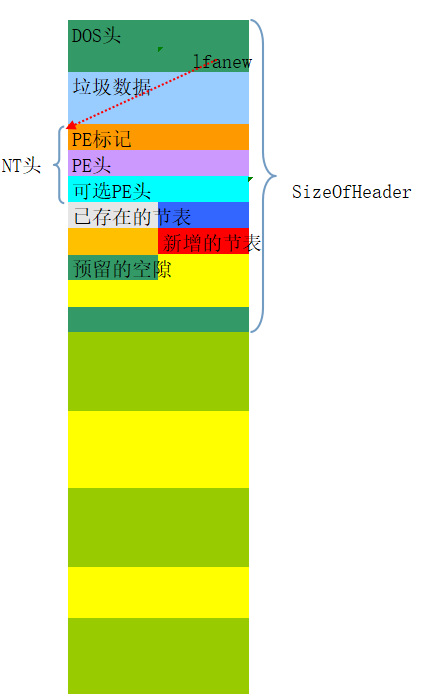 DOS头
lfanew
垃圾数据
PE标记
PE头
NT头
可选PE头
SizeOfHeader
已存在的节表
新增的节表
预留的空隙